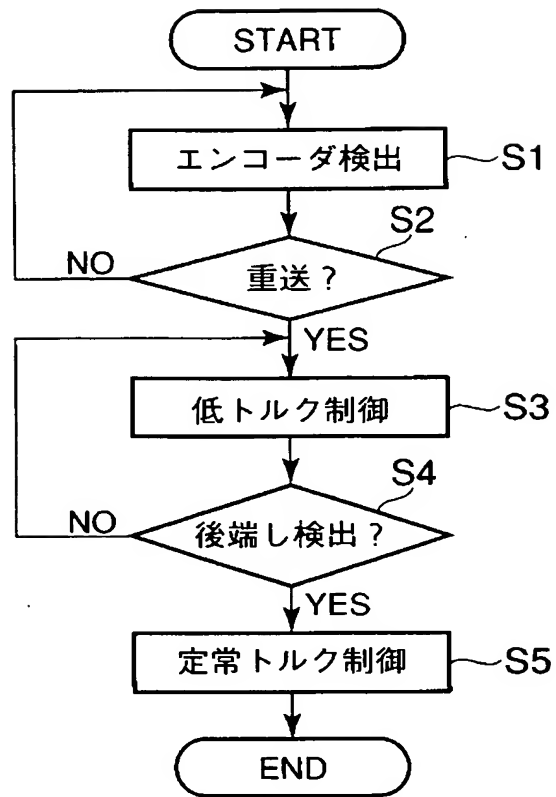 START
エンコーダ検出
S1
S2
重送？
NO
YES
低トルク制御
S3
S4
後端し検出？
NO
YES
定常トルク制御
S5
END